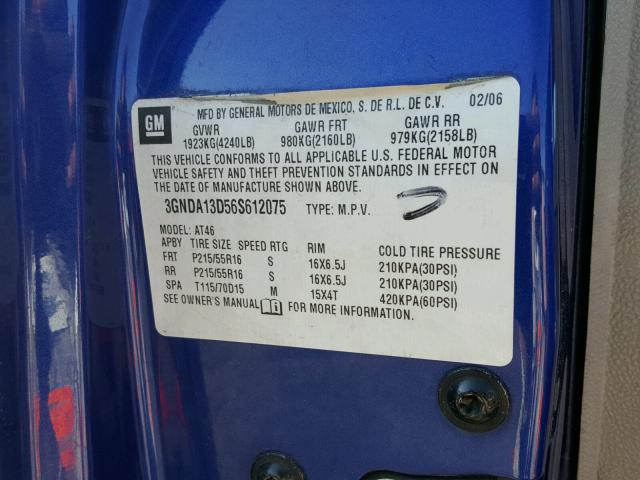 GM
MFD BY GENERAL MOTORS DE MEXICO, S. DE R.L. DE C.V. 02/06
GVWR GAWR FRT GAWR RR
1923KG(4240LB) 980KG(2160LB) 979KG(2158LB)
THIS VEHICLE CONFORMS TO ALL APPLICABLE U.S. FEDERAL MOTOR
VEHICLE SAFETY AND THEFT PREVENTION STANDARDS IN EFFECT
ON THE DATE OF MANUFACTURE SHOWN ABOVE.
3GNDA13D56S612075 TYPE: M.P.V.
MODEL: AT46
APBY TIRE SIZE SPEED RTG RIM COLD TIRE PRESSURE
FRT P215/55R16 S 16X6.5J 210KPA(30PSI)
RR P215/55R16 S 16X6.5J 210KPA(30PSI)
SPA T115/70D15 M 15X4T 420KPA(60PSI)
SEE OWNER'S MANUAL FOR MORE INFORMATION.